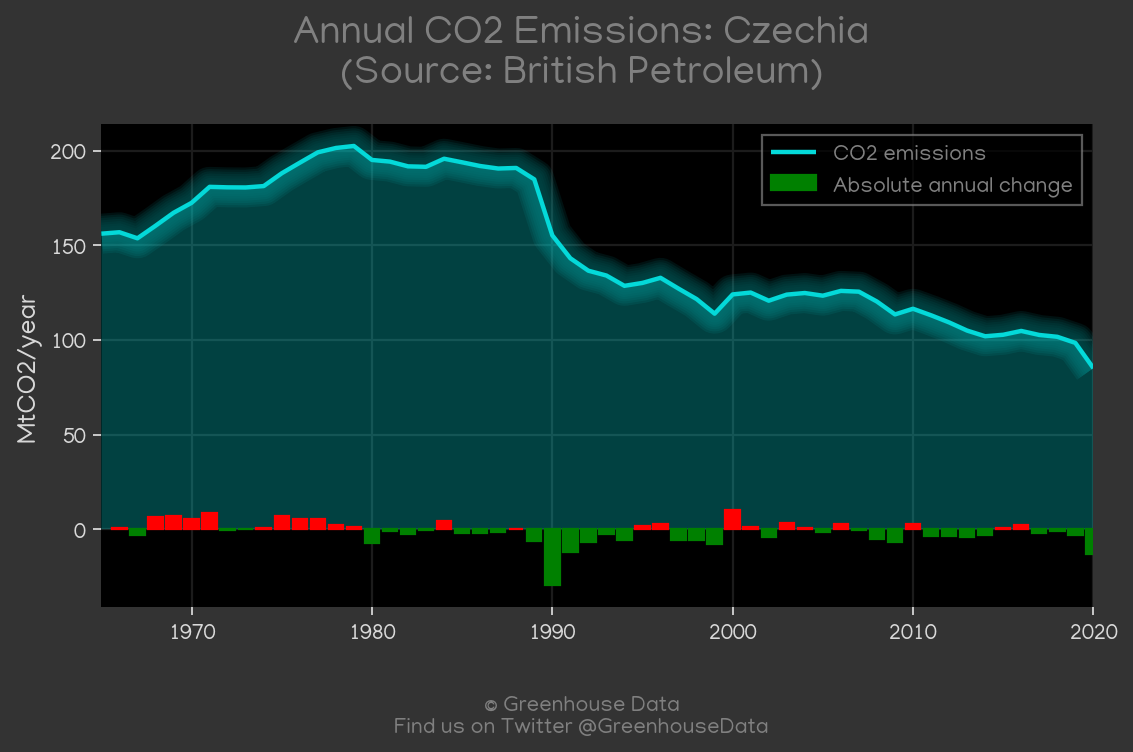 Annual CO2 Emissions: Czechia
(Source: British Petroleum)
CO2 emissions
Absolute annual change
MtCO2/year
200
150
100
50
0
1970 1980 1990 2000 2010 2020
© Greenhouse Data
Find us on Twitter @GreenhouseData